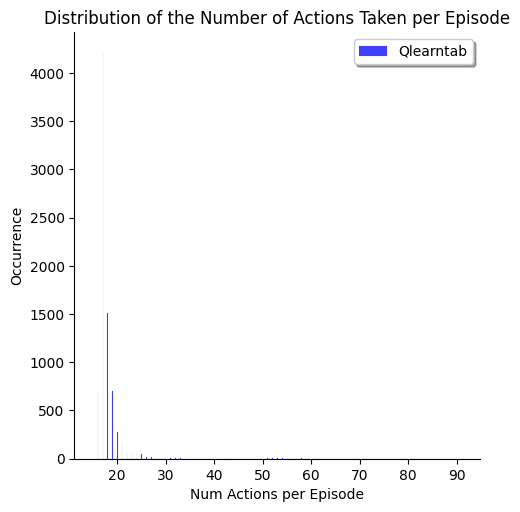 Distribution of the Number of Actions Taken per Episode
Qlearntab
4000
3500
3000
2500
2000
1500
1000
500
0
Occurrence
20 30 40 50 60 70 80 90
Num Actions per Episode